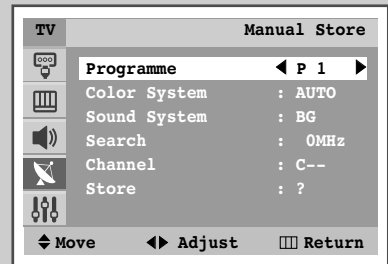 TV Manual Store
Programme ◀ P 1 ▶
Color System : AUTO
Sound System : BG
Search : 0MHz
Channel : C--
Store : ?
Move Adjust Return